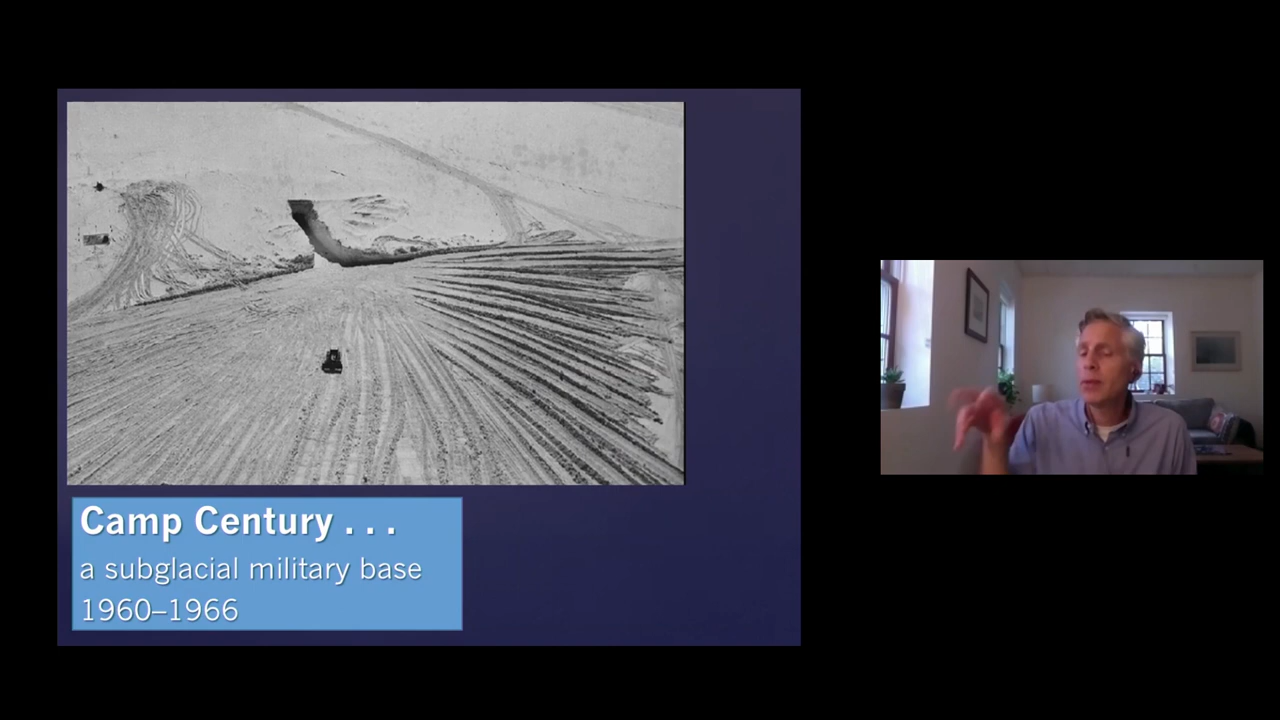 Camp Century . . .
a subglacial military base
1960–1966